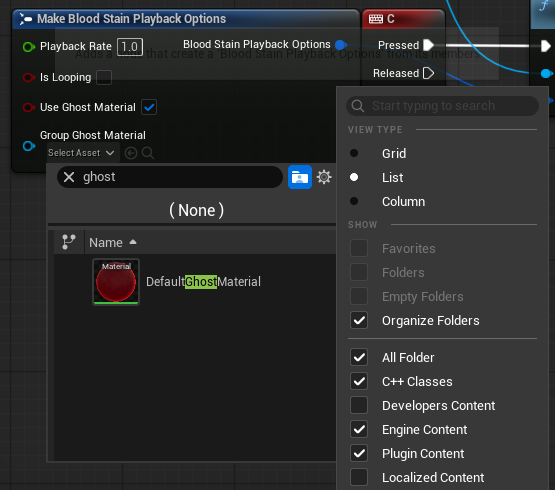 Make Blood Stain Playback Options
C
Playback Rate 1.0
Blood Stain Playback Options
Pressed
Is Looping
Released
Use Ghost Material
Group Ghost Material
Select Asset
ghost
( None )
Name
Material
DefaultGhostMaterial
Start typing to search
VIEW TYPE
Grid
List
Column
SHOW
Favorites
Folders
Empty Folders
Organize Folders
All Folder
C++ Classes
Developers Content
Engine Content
Plugin Content
Localized Content